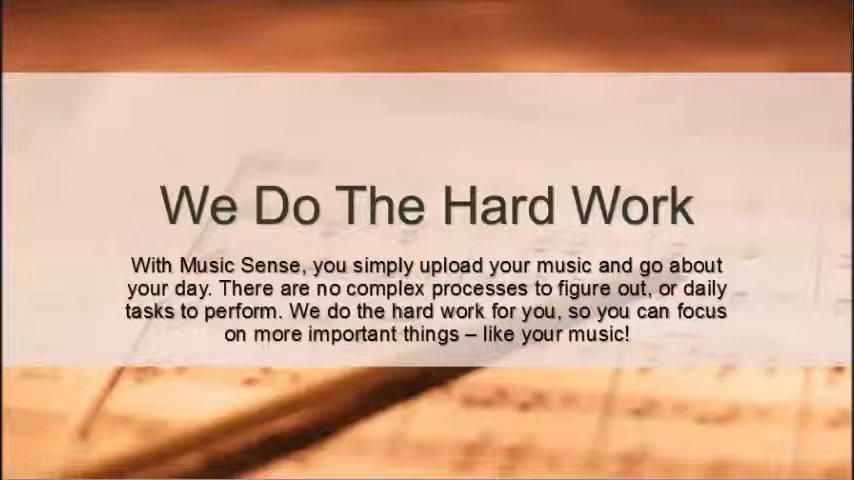 We Do The Hard Work
With Music Sense, you simply upload your music and go about
your day. There are no complex processes to figure out, or daily
tasks to perform. We do the hard work for you, so you can focus
on more important things – like your music!